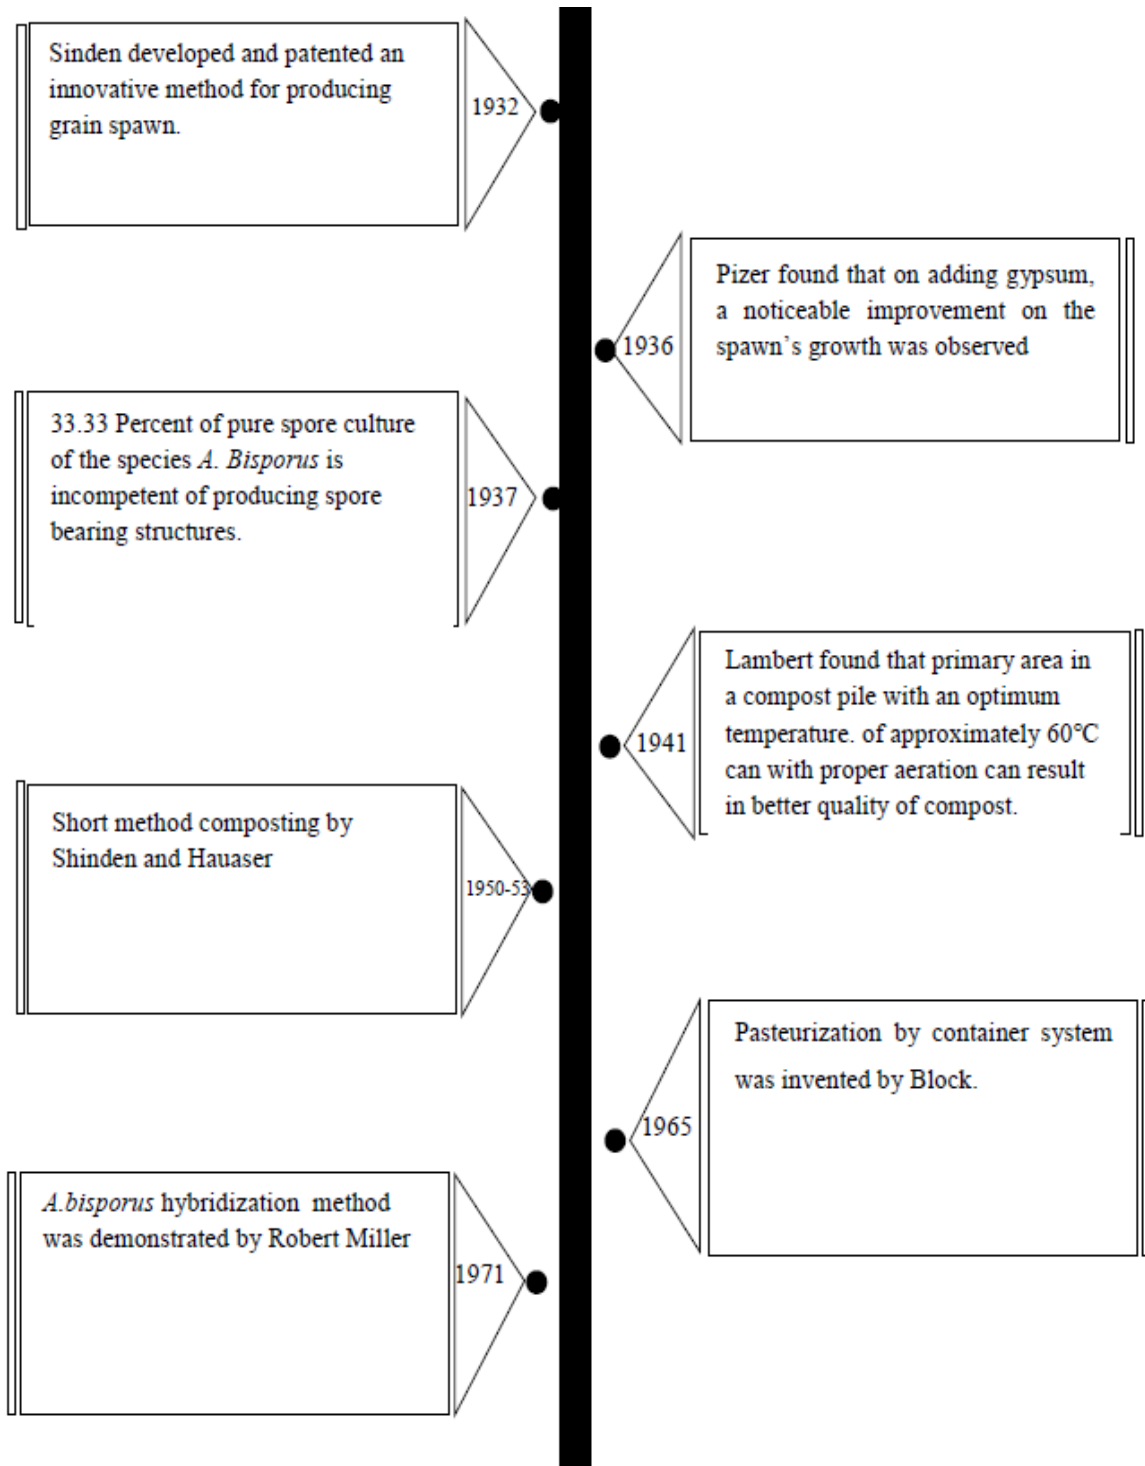 Sinden developed and patented an
innovative method for producing
grain spawn.
1932
Pizer found that on adding gypsum,
a noticeable improvement on the
spawn's growth was observed
1936
33.33 Percent of pure spore culture
of the species A. Bisporus is
incompetent of producing spore
bearing structures.
1937
Lambert found that primary area in
a compost pile with an optimum
temperature. of approximately 60℃
can with proper aeration can result
in better quality of compost.
1941
Short method composting by
Shinden and Hauaser
1950-53
Pasteurization by container system
was invented by Block.
1965
A.bisporus hybridization method
was demonstrated by Robert Miller
1971